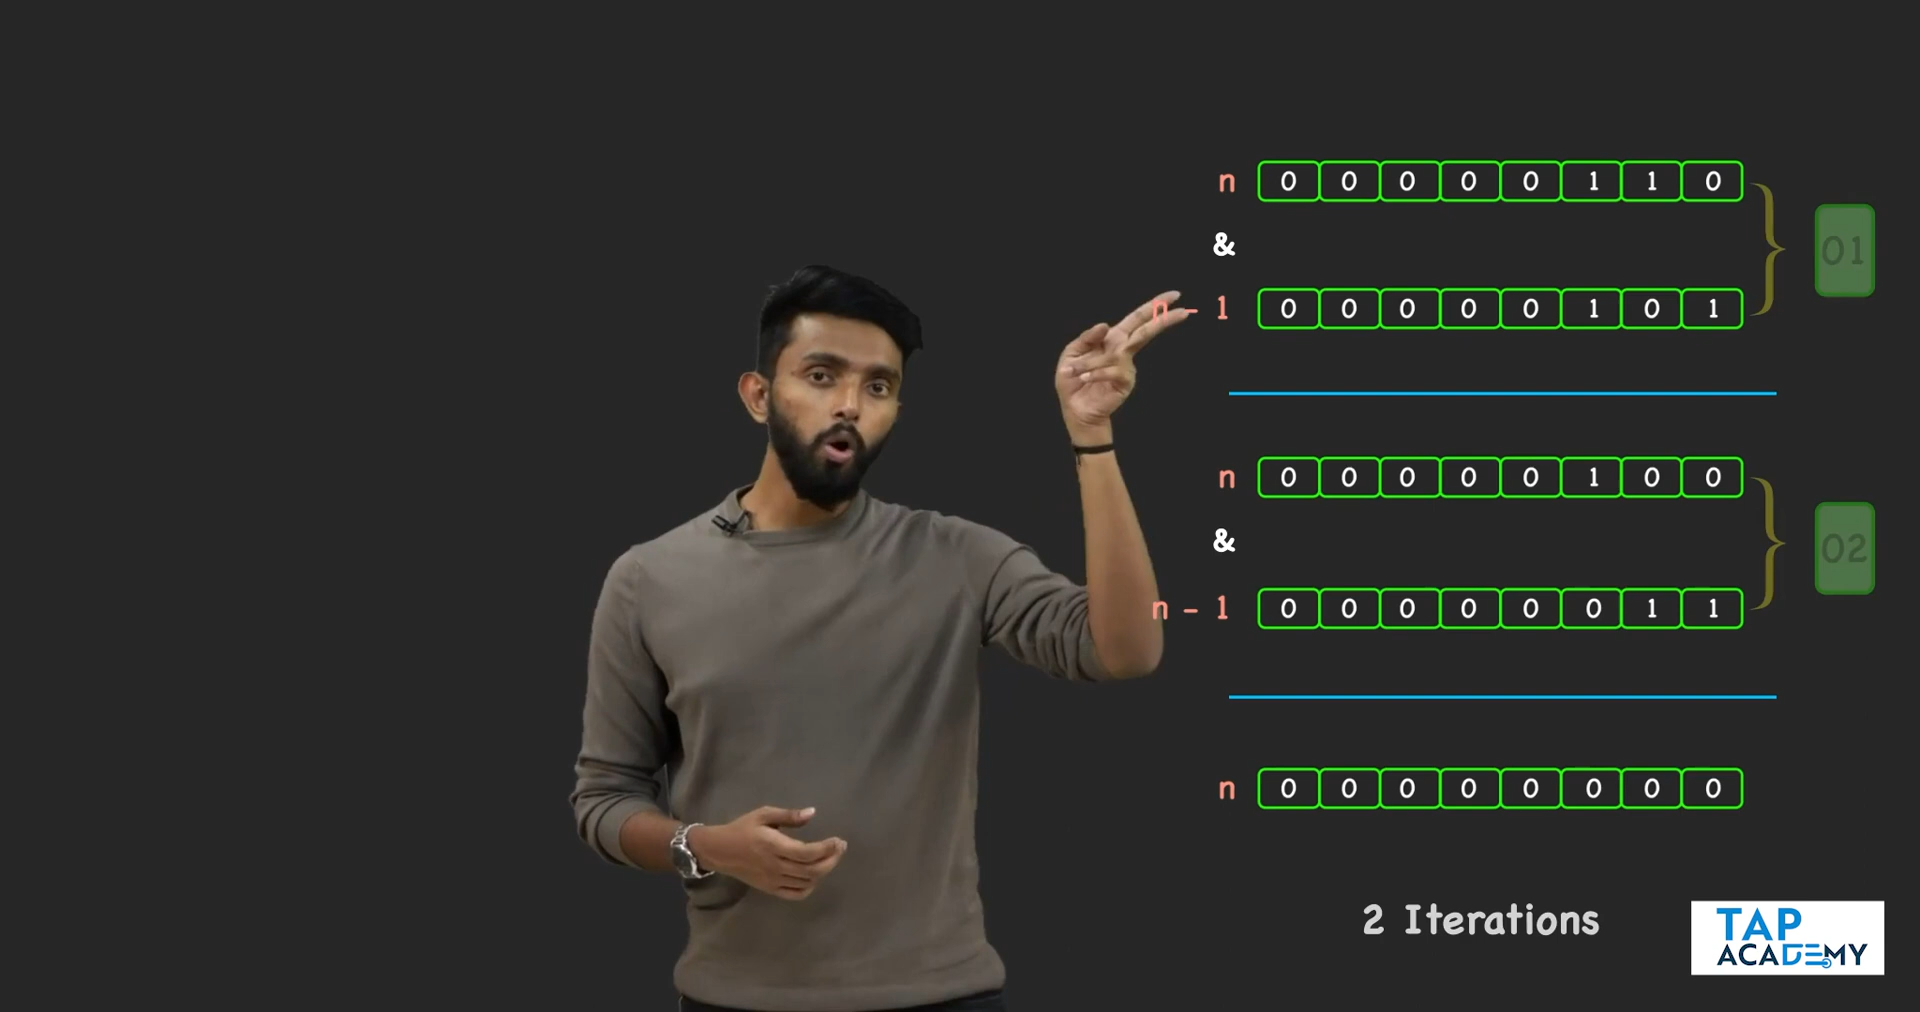 n 0 0 0 0 0 1 1 0
01
&
n - 1 0 0 0 0 0 1 0 1
n 0 0 0 0 0 1 0 0
02
&
n - 1 0 0 0 0 0 0 1 1
n 0 0 0 0 0 0 0 0
2 Iterations
TAP
ACADEMY